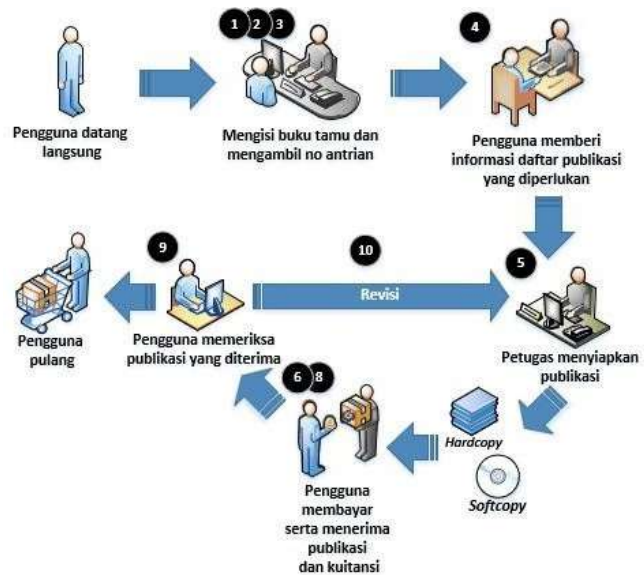 1 2 3
4
Pengguna datang
langsung
Mengisi buku tamu dan
mengambil no antrian
Pengguna memberi
informasi daftar publikasi
yang diperlukan
9
10
5
Revisi
Pengguna
pulang
Pengguna memeriksa
publikasi yang diterima
Petugas menyiapkan
publikasi
6 8
Hardcopy
Softcopy
Pengguna
membayar
serta menerima
publikasi
dan kuitansi